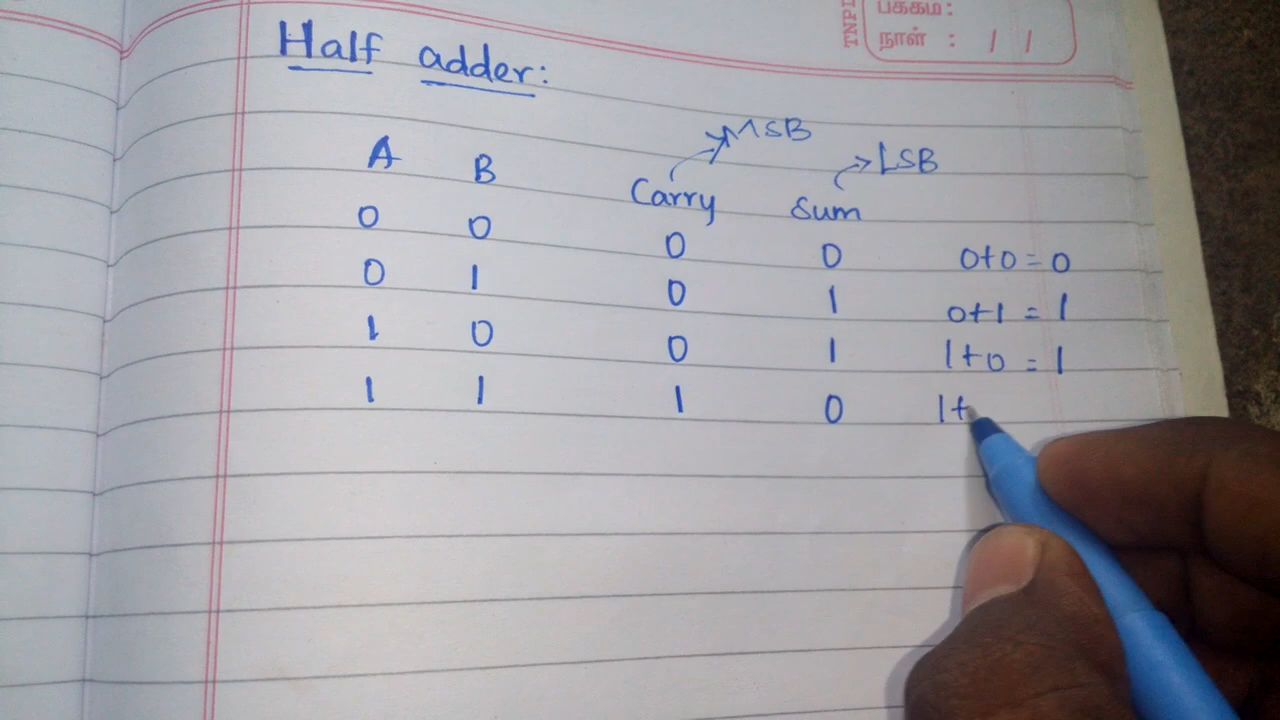 TNPL
பக்கம்:
நாள் : / /
Half adder:
MSB
LSB
A B Carry Sum
0 0 0 0 0+0=0
0 1 0 1 0+1=1
1 0 0 1 1+0=1
1 1 1 0 1+